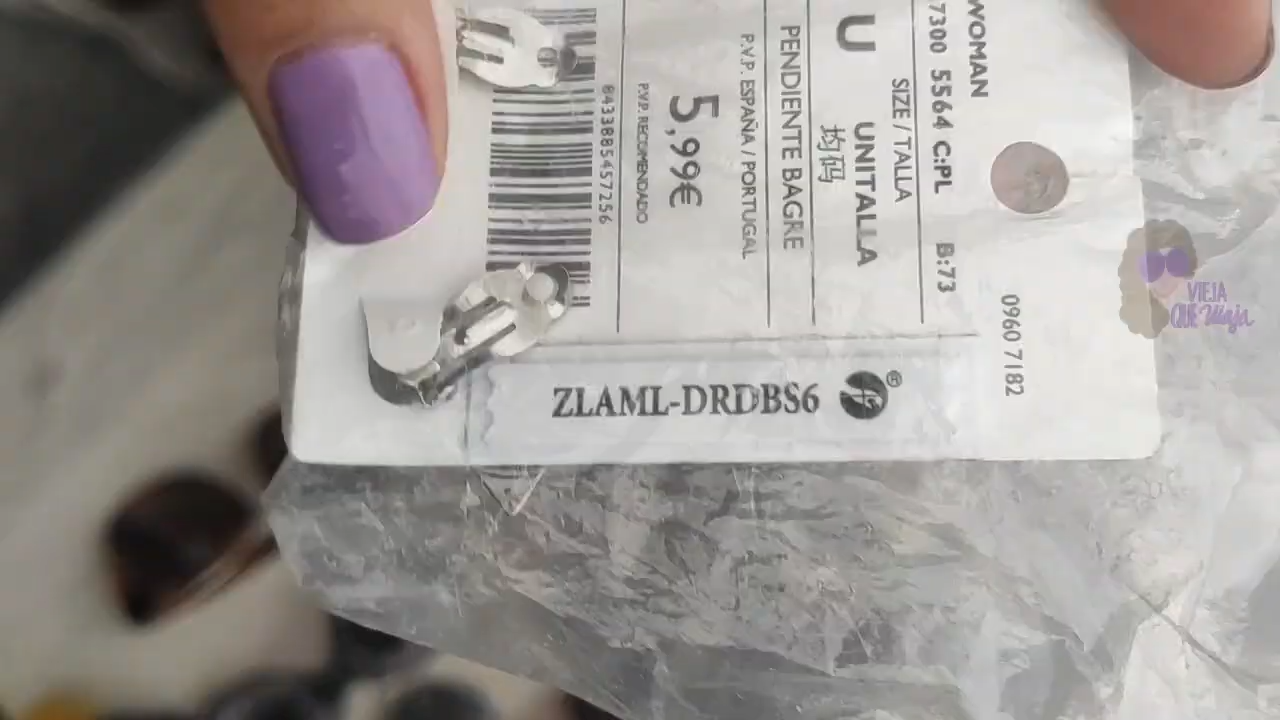 WOMAN
7300 5564 C:PL B:73
SIZE / TALLA
U UNITALLA
均码
PENDIENTE BAGRE
P.V.P. ESPAÑA / PORTUGAL
5,99€
P.V.P. RECOMENDADO
8433885457256
0960 7182
ZLAML-DRDBS6
®
VIEJA
QUE Viaja